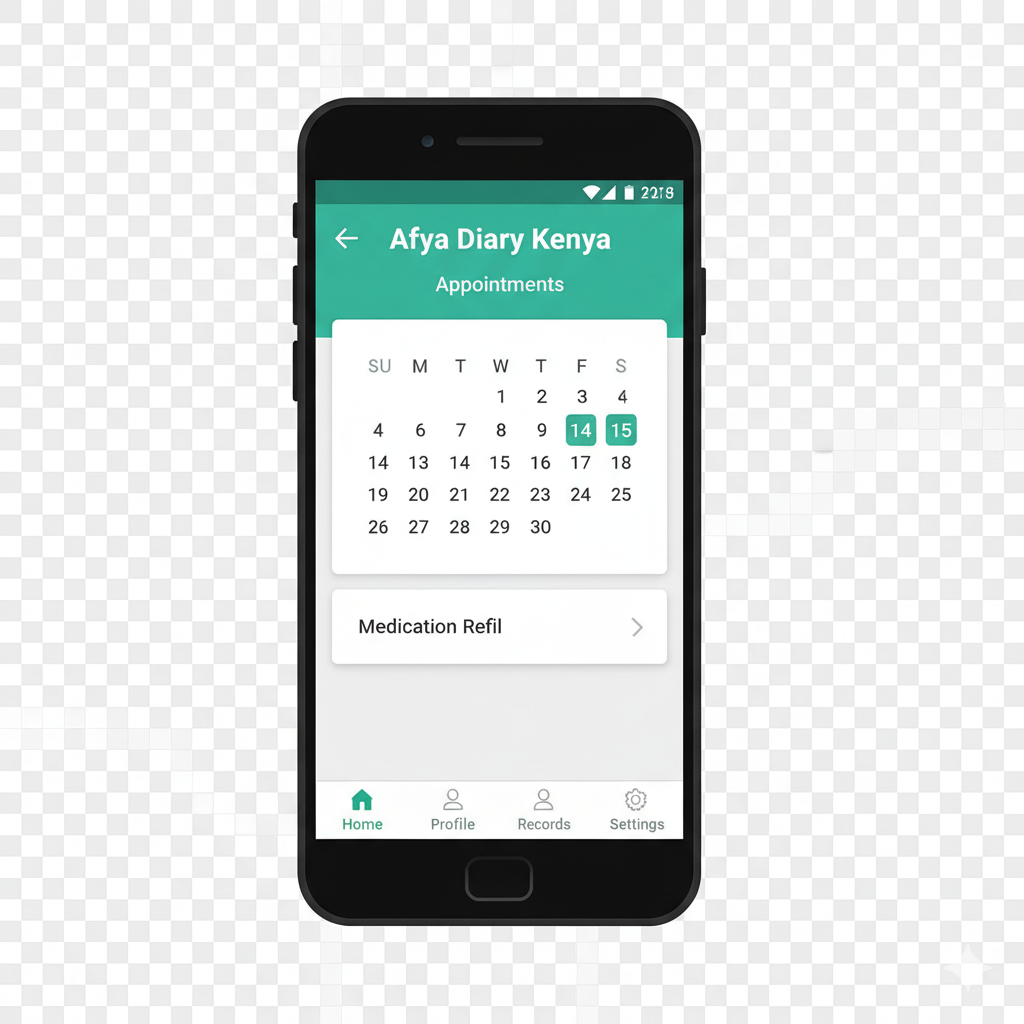 Afya Diary Kenya
Appointments
SU M T W T F S
1 2 3 4
4 6 7 8 9 14 15
14 13 14 15 16 17 18
19 20 21 22 23 24 25
26 27 28 29 30
Medication Refil
Home Profile Records Settings